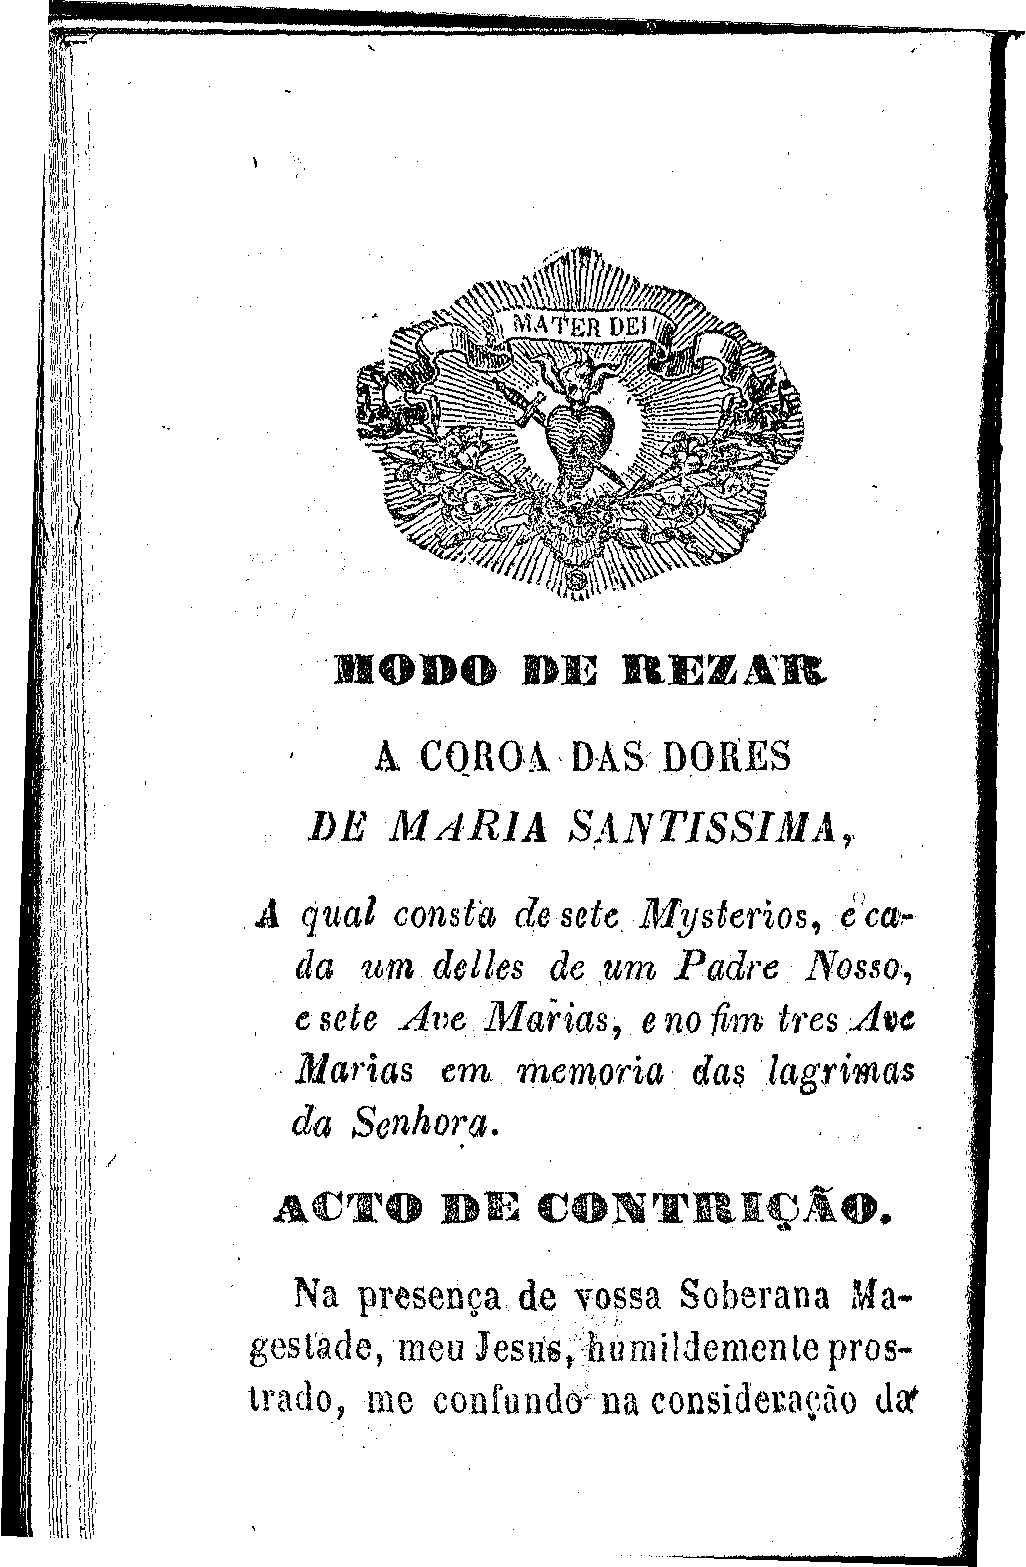 MATER DEI
MODO DE REZAR
A COROA DAS DORES
DE MARIA SANTISSIMA,
A qual consta de sete Mysterios, e ca-
da um delles de um Padre Nosso,
e sete Ave Marias, e no fim tres Ave
Marias em memoria das lagrimas
da Senhora.
ACTO DE CONTRIÇÃO.
Na presença de vossa Soberana Ma-
gestade, meu Jesus, humildemente pros-
trado, me confundo na consideração da